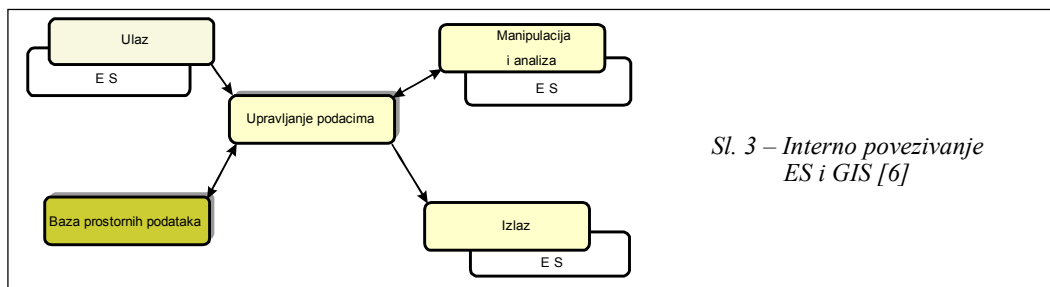 Ulaz
E S
Manipulacija
i analiza
E S
Upravljanje podacima
Baza prostornih podataka
Izlaz
E S
Sl. 3 – Interno povezivanje
ES i GIS [6]